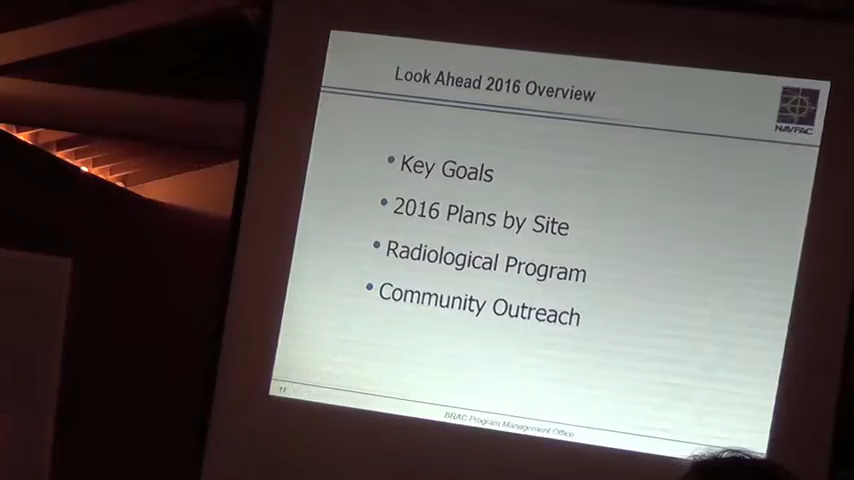 Look Ahead 2016 Overview
NAVFAC
• Key Goals
• 2016 Plans by Site
• Radiological Program
• Community Outreach
11
BRAC Program Management Office